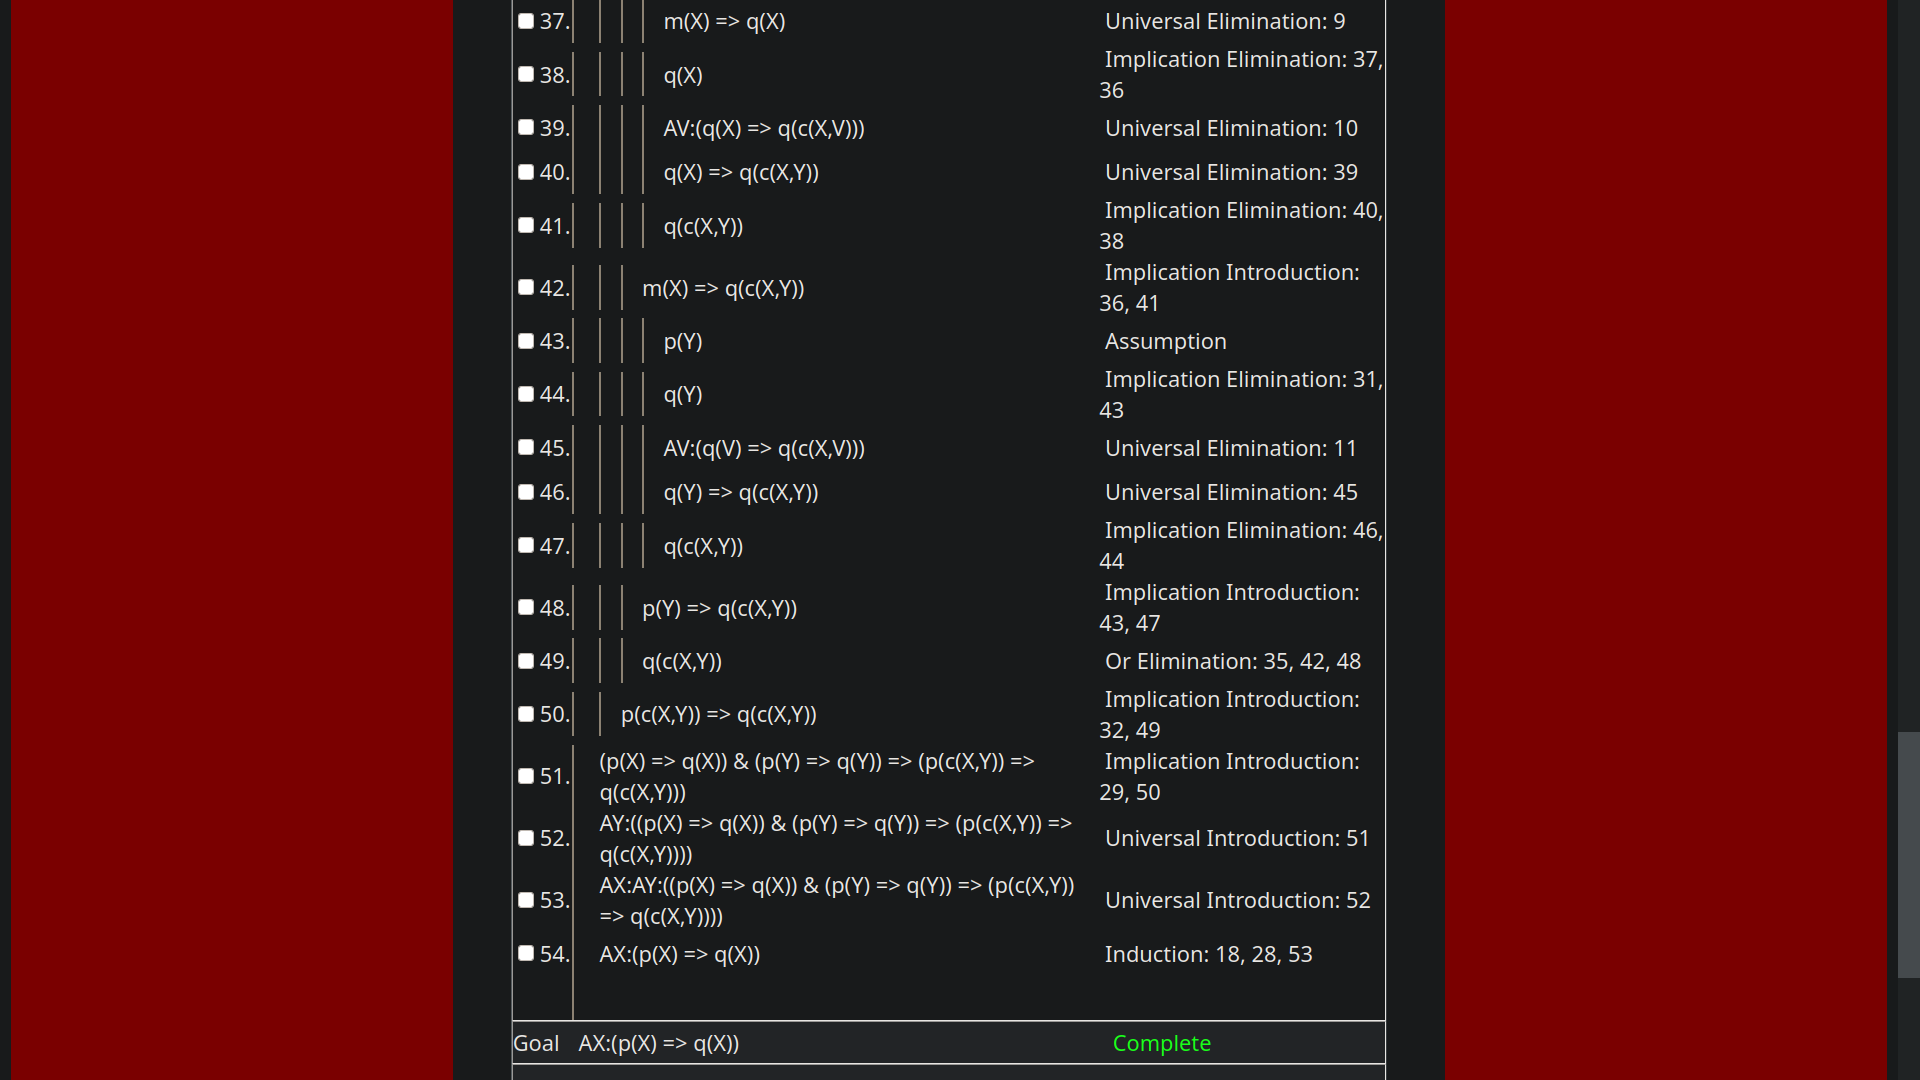 37. m(X) => q(X) Universal Elimination: 9
38. q(X) Implication Elimination: 37,
36
39. AV:(q(X) => q(c(X,V))) Universal Elimination: 10
40. q(X) => q(c(X,Y)) Universal Elimination: 39
41. q(c(X,Y)) Implication Elimination: 40,
38
42. m(X) => q(c(X,Y)) Implication Introduction:
36, 41
43. p(Y) Assumption
44. q(Y) Implication Elimination: 31,
43
45. AV:(q(V) => q(c(X,V))) Universal Elimination: 11
46. q(Y) => q(c(X,Y)) Universal Elimination: 45
47. q(c(X,Y)) Implication Elimination: 46,
44
48. p(Y) => q(c(X,Y)) Implication Introduction:
43, 47
49. q(c(X,Y)) Or Elimination: 35, 42, 48
50. p(c(X,Y)) => q(c(X,Y)) Implication Introduction:
32, 49
51. (p(X) => q(X)) & (p(Y) => q(Y)) => (p(c(X,Y)) => Implication Introduction:
q(c(X,Y))) 29, 50
52. AY:((p(X) => q(X)) & (p(Y) => q(Y)) => (p(c(X,Y)) => Universal Introduction: 51
q(c(X,Y))))
53. AX:AY:((p(X) => q(X)) & (p(Y) => q(Y)) => (p(c(X,Y)) Universal Introduction: 52
=> q(c(X,Y))))
54. AX:(p(X) => q(X)) Induction: 18, 28, 53
Goal AX:(p(X) => q(X)) Complete